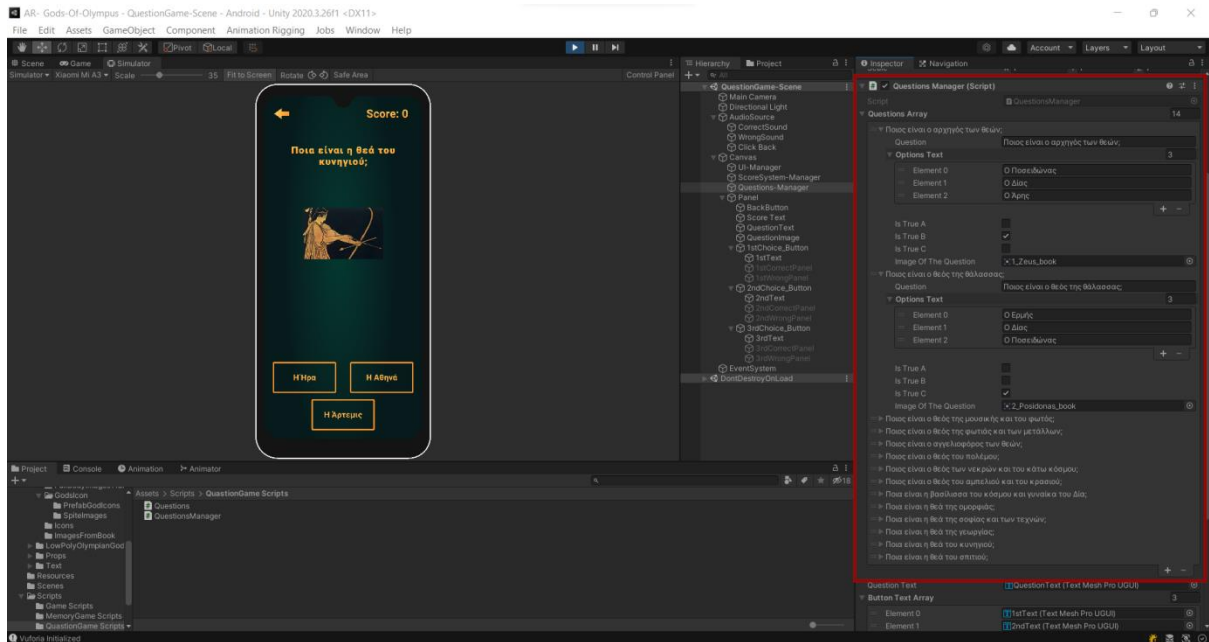 AR- Gods-Of-Olympus - QuestionGame-Scene - Android - Unity 2020.3.26f1 <DX11>
File Edit Assets GameObject Component Animation Rigging Jobs Window Help
Pivot Local Account Layers Layout
Scene Game Simulator
Simulator Xiaomi Mi A3 Scale 35 Fit to Screen Rotate Safe Area Control Panel
Score: 0
Ποια είναι η θεά του
κυνηγιού;
Η Ήρα
Η Αθηνά
Η Άρτεμις
Hierarchy Project
All
QuestionGame-Scene
Main Camera
Directional Light
AudioSource
CorrectSound
WrongSound
Click Back
Canvas
UI-Manager
ScoreSystem-Manager
Questions-Manager
Panel
BackButton
Score Text
QuestionText
QuestionImage
1stChoice_Button
1stText
1stCorrectPanel
1stWrongPanel
2ndChoice_Button
2ndText
2ndCorrectPanel
2ndWrongPanel
3rdChoice_Button
3rdText
3rdCorrectPanel
3rdWrongPanel
EventSystem
DontDestroyOnLoad
Inspector Navigation
Questions Manager (Script)
Script QuestionsManager
Questions Array 14
Ποιος είναι ο αρχηγός των θεών;
Question Ποιος είναι ο αρχηγός των θεών;
Options Text 3
Element 0 Ο Ποσειδώνας
Element 1 Ο Δίας
Element 2 Ο Άρης
Is True A
Is True B
Is True C
Image Of The Question 1_Zeus_book
Ποιος είναι ο θεός της θάλασσας;
Question Ποιος είναι ο θεός της θάλασσας;
Options Text 3
Element 0 Ο Ερμής
Element 1 Ο Δίας
Element 2 Ο Ποσειδώνας
Is True A
Is True B
Is True C
Image Of The Question 2_Posidonas_book
Ποιος είναι ο θεός της μουσικής και του φωτός;
Ποιος είναι ο θεός της φωτιάς και των μετάλλων;
Ποιος είναι ο αγγελιοφόρος των θεών;
Ποιος είναι ο θεός του πολέμου;
Ποιος είναι ο θεός των νεκρών και του κάτω κόσμου;
Ποιος είναι ο θεός του αμπελιού και του κρασιού;
Ποια είναι η βασίλισσα του κόσμου και γυναίκα του Δία;
Ποια είναι η θεά της ομορφιάς;
Ποια είναι η θεά της σοφίας και των τεχνών;
Ποια είναι η θεά της γεωργίας;
Ποια είναι η θεά του κυνηγιού;
Ποια είναι η θεά του σπιτιού;
Question Text QuestionText (Text Mesh Pro UGUI)
Button Text Array 3
Element 0 1stText (Text Mesh Pro UGUI)
Element 1 2ndText (Text Mesh Pro UGUI)
Project Console Animation Animator
18
GodsIcon
PrefabGodIcons
SpiteImages
Icons
ImagesFromBook
LowPolyOlympianGod
Props
Text
Resources
Scenes
Scripts
Game Scripts
MemoryGame Scripts
QuastionGame Scripts
Assets > Scripts > QuastionGame Scripts
Questions
QuestionsManager
Vuforia Initialized